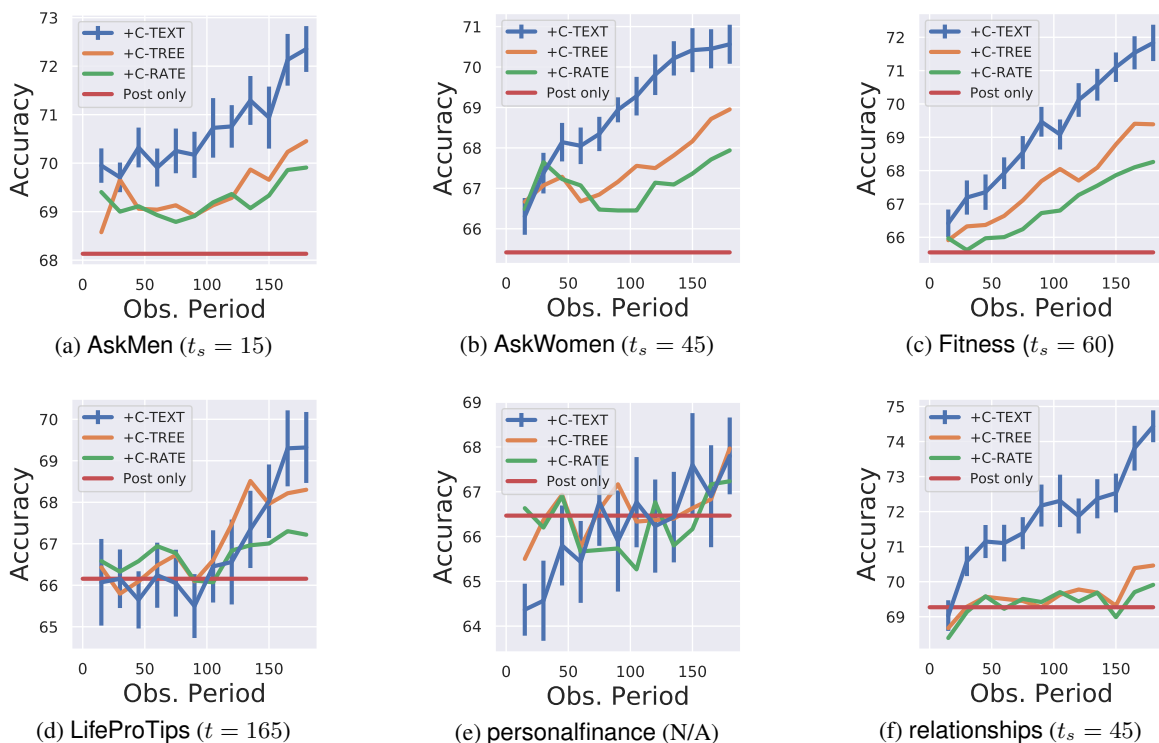 73
72
71
70
69
68
Accuracy
+C-TEXT
+C-TREE
+C-RATE
Post only
0 50 100 150
Obs. Period
(a) AskMen (t_s = 15)
71
70
69
68
67
66
Accuracy
+C-TEXT
+C-TREE
+C-RATE
Post only
0 50 100 150
Obs. Period
(b) AskWomen (t_s = 45)
72
71
70
69
68
67
66
Accuracy
+C-TEXT
+C-TREE
+C-RATE
Post only
0 50 100 150
Obs. Period
(c) Fitness (t_s = 60)
70
69
68
67
66
65
Accuracy
+C-TEXT
+C-TREE
+C-RATE
Post only
0 50 100 150
Obs. Period
(d) LifeProTips (t = 165)
69
68
67
66
65
64
Accuracy
+C-TEXT
+C-TREE
+C-RATE
Post only
0 50 100 150
Obs. Period
(e) personalfinance (N/A)
75
74
73
72
71
70
69
Accuracy
+C-TEXT
+C-TREE
+C-RATE
Post only
0 50 100 150
Obs. Period
(f) relationships (t_s = 45)